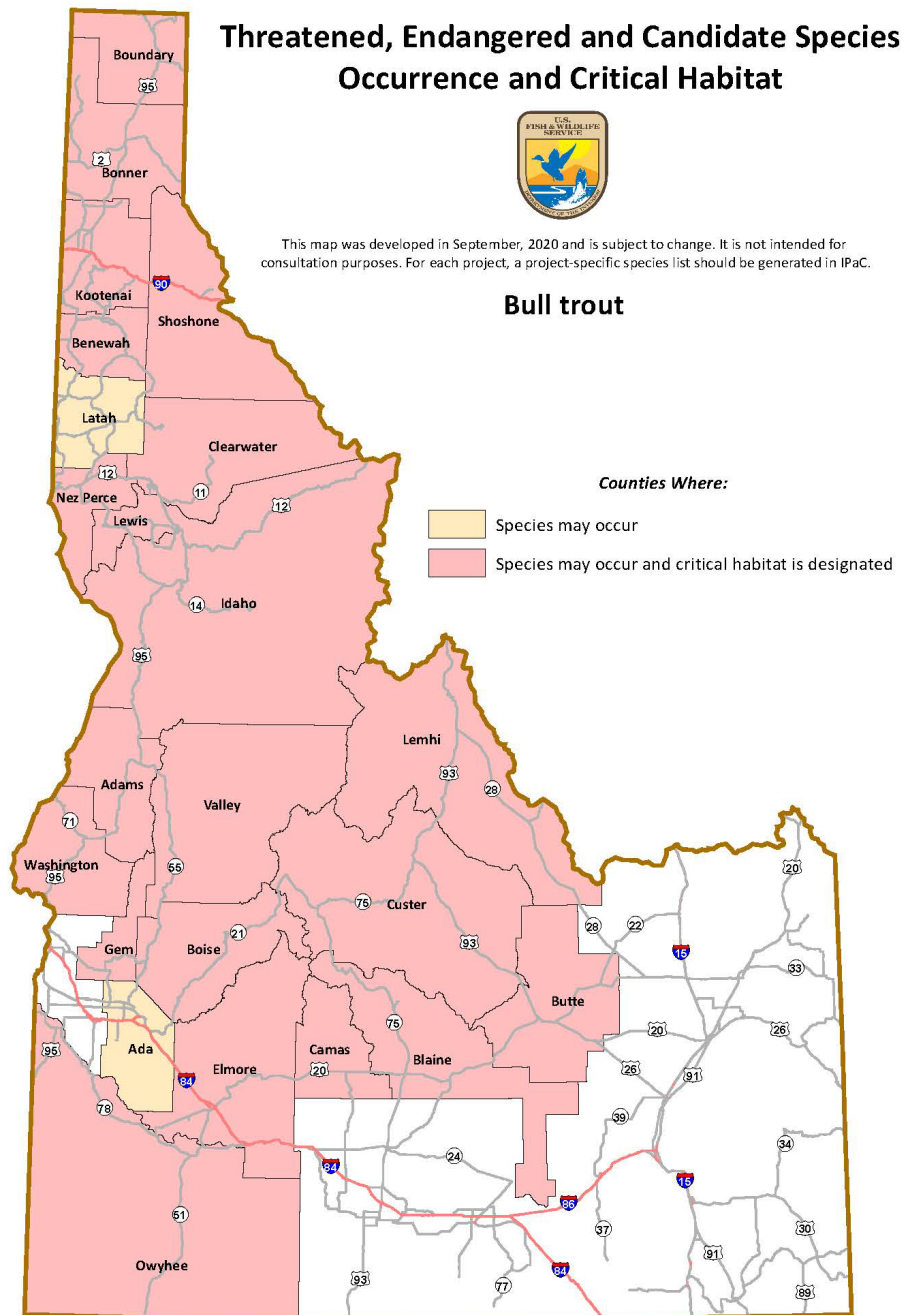 Threatened, Endangered and Candidate Species
Occurrence and Critical Habitat
U.S.
FISH & WILDLIFE
SERVICE
DEPARTMENT OF THE INTERIOR
This map was developed in September, 2020 and is subject to change. It is not intended for
consultation purposes. For each project, a project-specific species list should be generated in IPaC.
Bull trout
Counties Where:
Species may occur
Species may occur and critical habitat is designated
Boundary
95
2
Bonner
90
Kootenai
Shoshone
Benewah
Latah
Clearwater
12
11
12
Nez Perce
Lewis
14
Idaho
95
Lemhi
93
28
Adams
Valley
71
55
Washington
95
20
75
Custer
28
22
21
93
15
Gem
Boise
33
Butte
75
20
26
95
Ada
Camas
Blaine
84
Elmore
20
26
91
78
39
24
34
84
86
15
51
37
30
91
Owyhee
93
77
84
89